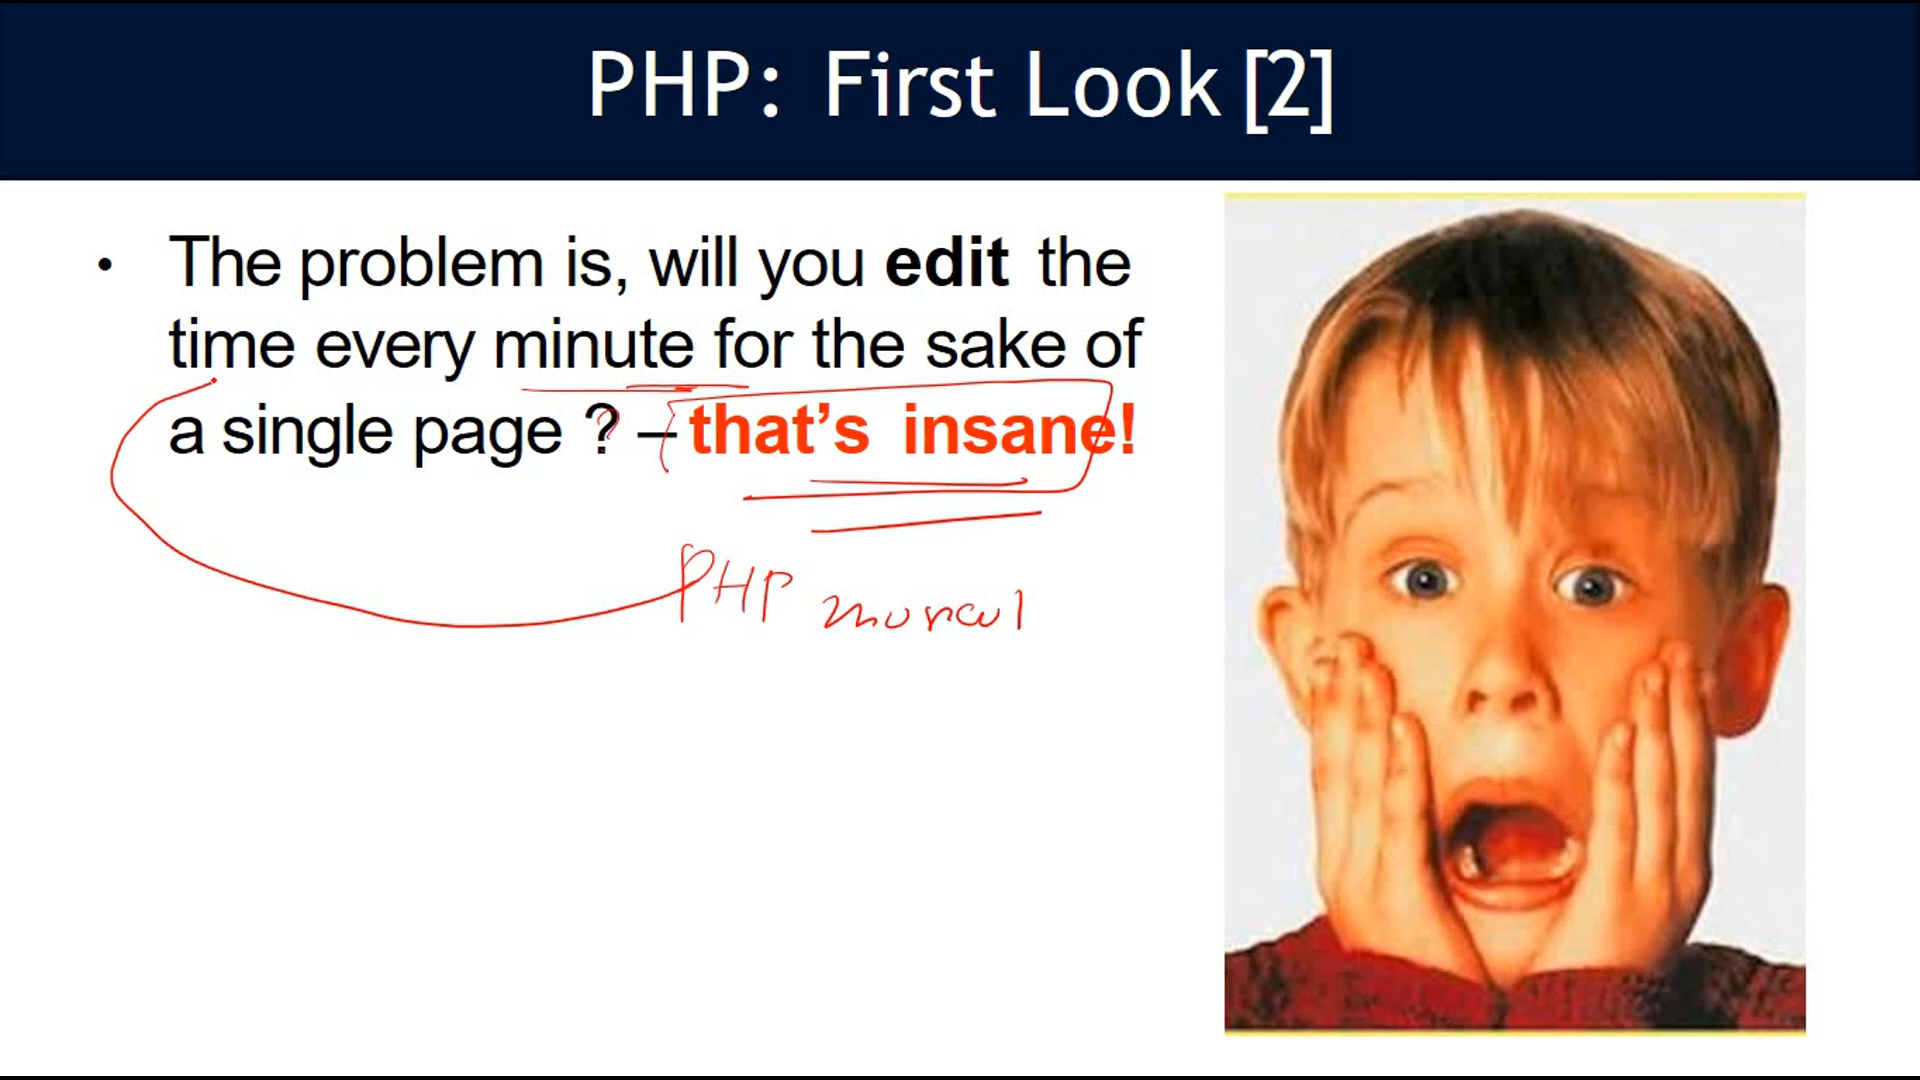 PHP: First Look [2]
• The problem is, will you edit the
time every minute for the sake of
a single page ? – that’s insane!
PHP